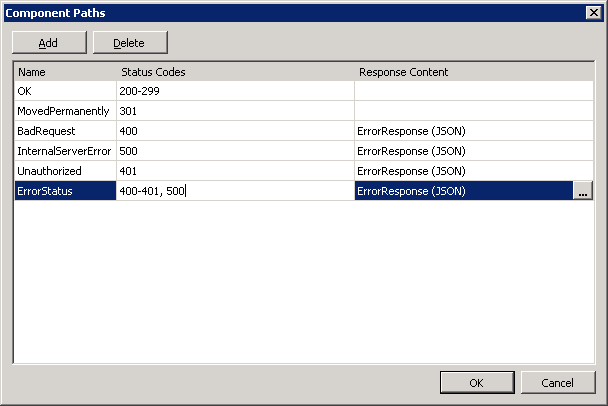 Component Paths
Add Delete
Name Status Codes Response Content
OK 200-299
MovedPermanently 301
BadRequest 400 ErrorResponse (JSON)
InternalServerError 500 ErrorResponse (JSON)
Unauthorized 401 ErrorResponse (JSON)
ErrorStatus 400-401, 500 ErrorResponse (JSON) ...
OK Cancel